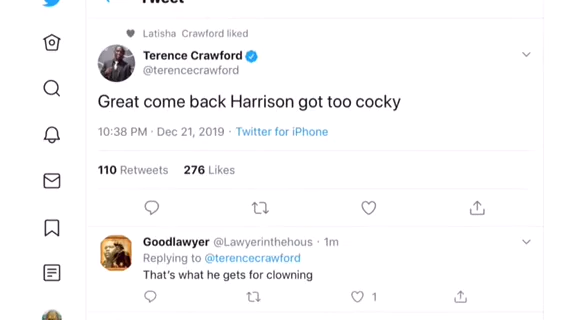 Tweet
Latisha Crawford liked
Terence Crawford
@terencecrawford
Great come back Harrison got too cocky
10:38 PM · Dec 21, 2019 · Twitter for iPhone
110 Retweets 276 Likes
Goodlawyer @Lawyerinthehous · 1m
Replying to @terencecrawford
That's what he gets for clowning
1